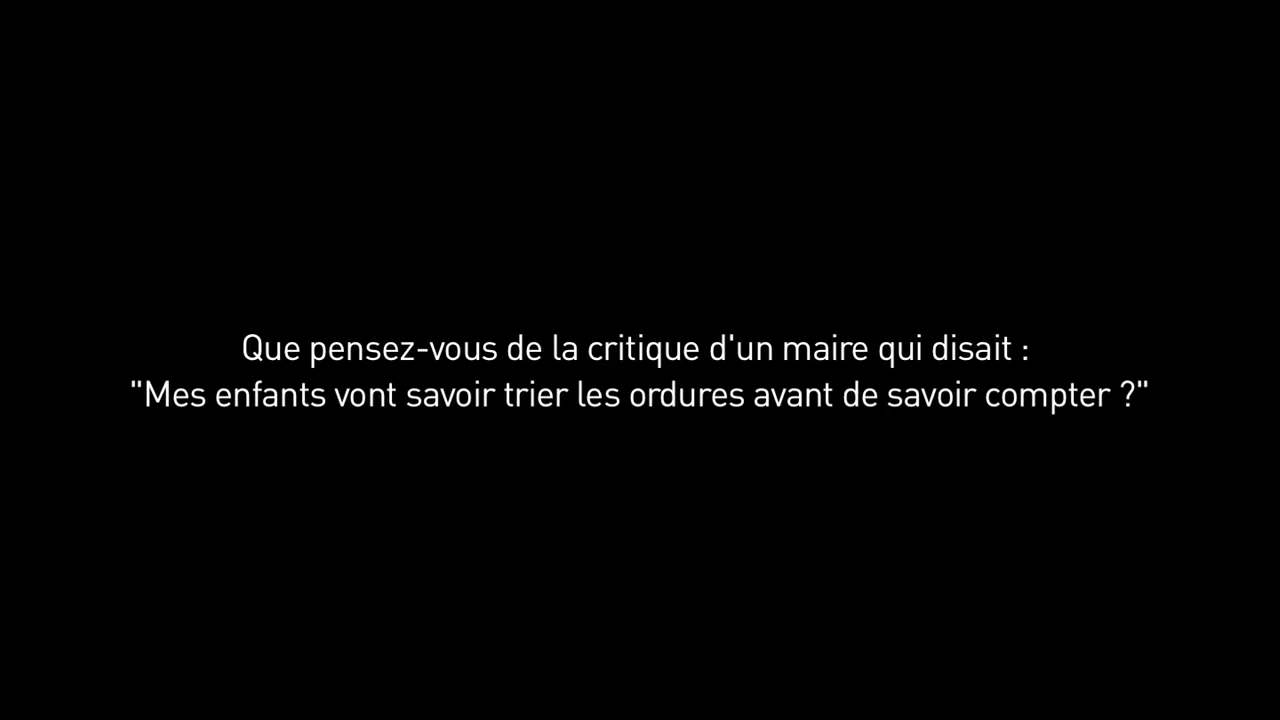 Que pensez-vous de la critique d'un maire qui disait :
"Mes enfants vont savoir trier les ordures avant de savoir compter ?"